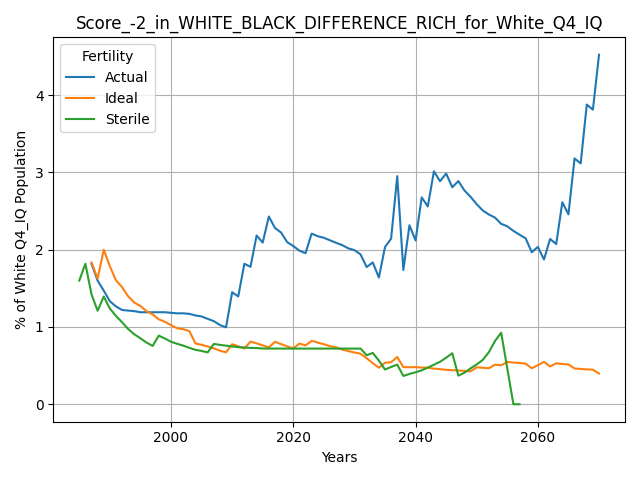 Score_-2_in_WHITE_BLACK_DIFFERENCE_RICH_for_White_Q4_IQ
Fertility
Actual
Ideal
Sterile
% of White Q4_IQ Population
4
3
2
1
0
2000 2020 2040 2060
Years